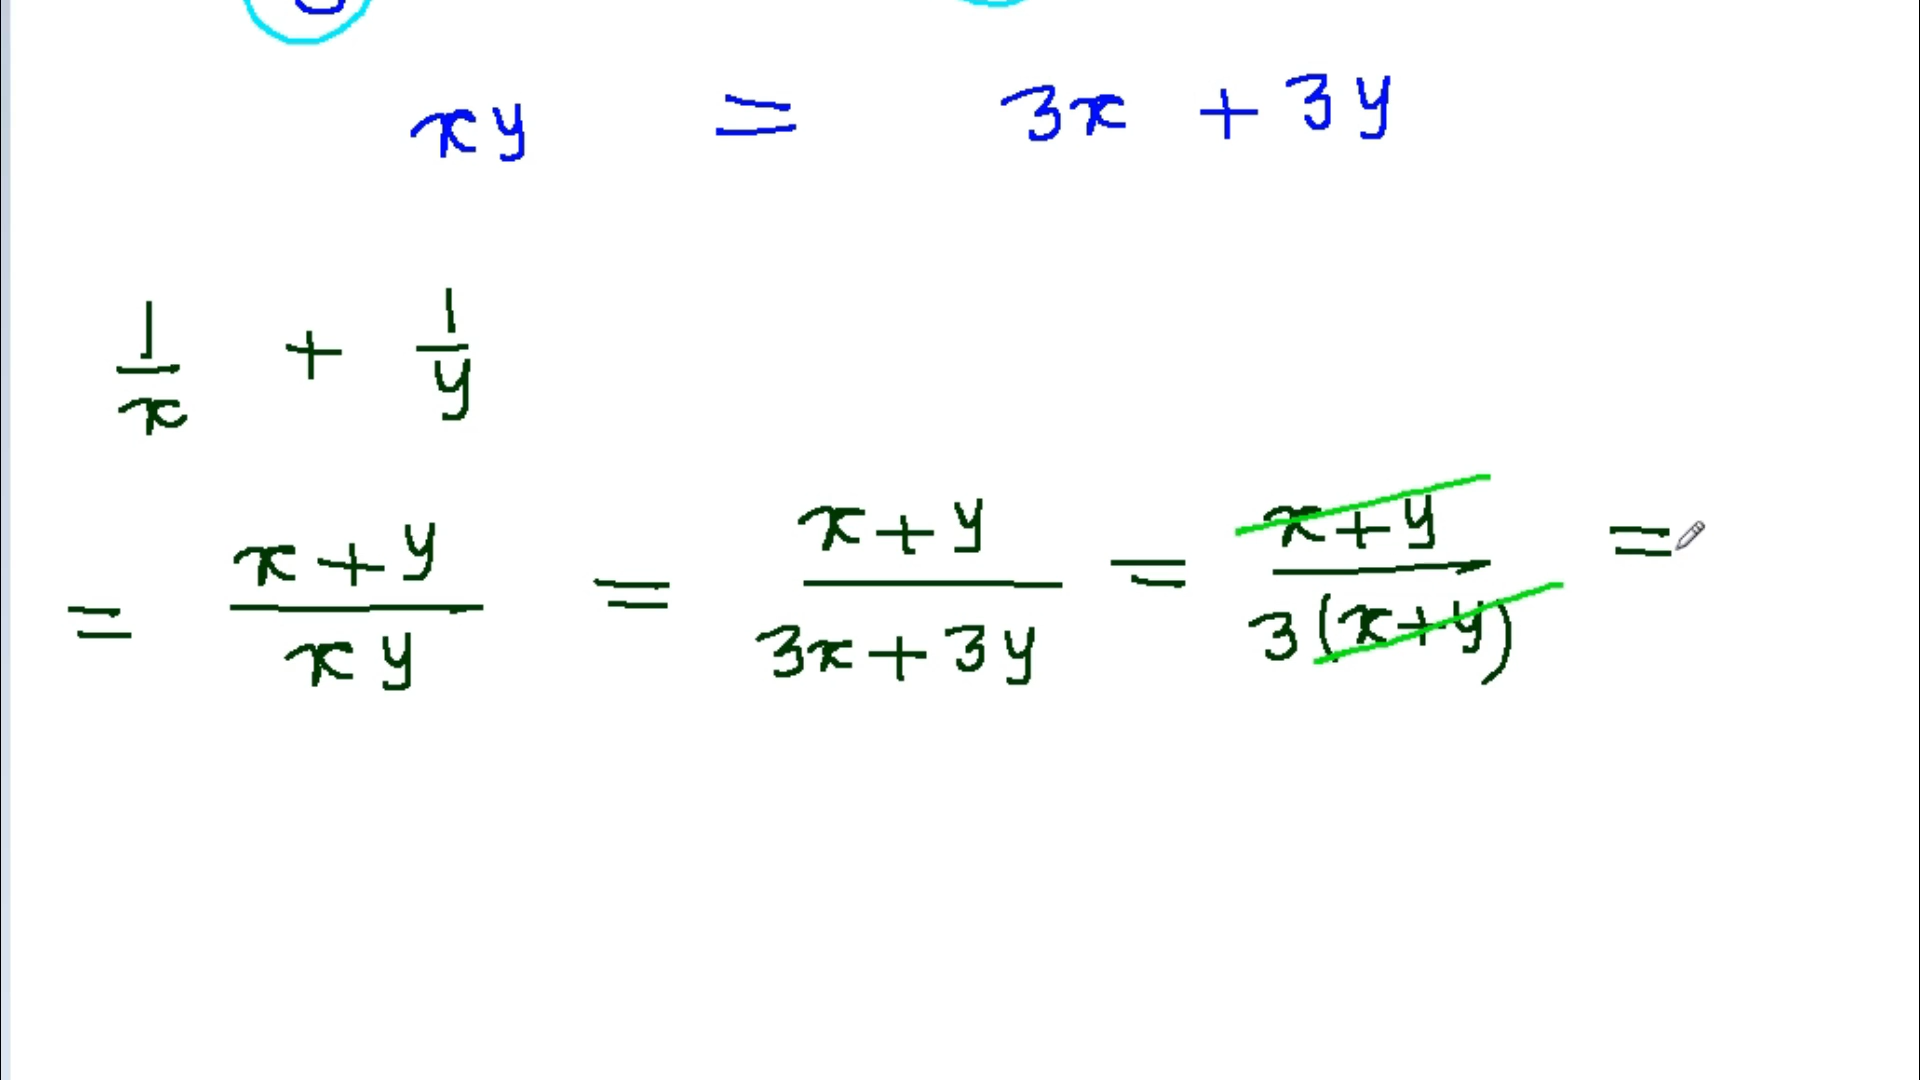 xy = 3x + 3y
1/x + 1/y
= x+y/xy = x+y/3x+3y = x+y/3(x+y) =